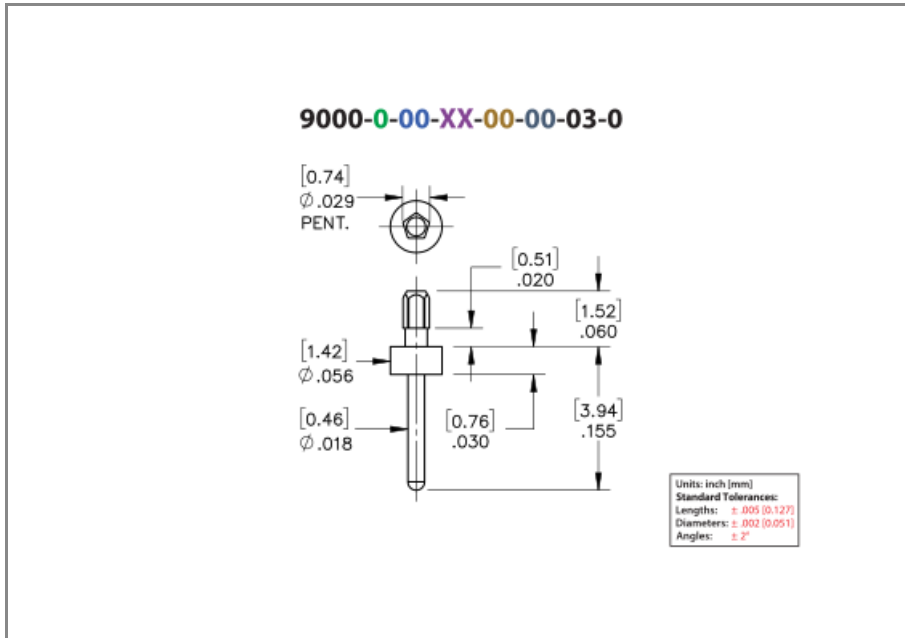 9000-0-00-XX-00-00-03-0
[0.74]
Ø.029
PENT.
[0.51]
.020
[1.52]
.060
[1.42]
Ø.056
[0.46]
Ø.018
[0.76]
.030
[3.94]
.155
Units: inch [mm]
Standard Tolerances:
Lengths: ± .005 [0.127]
Diameters: ± .002 [0.051]
Angles: ± 2°